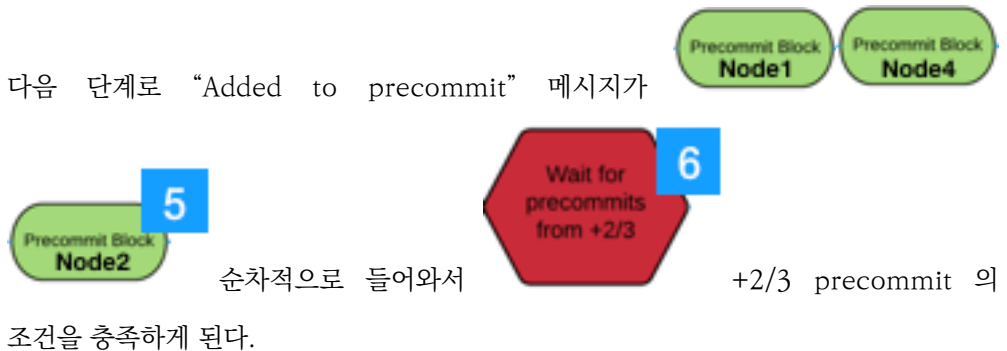 Precommit Block Precommit Block
Node1 Node4
다음 단계로 “Added to precommit” 메시지가
5
6
Wait for
precommits
from +2/3
Precommit Block
Node2
순차적으로 들어와서 +2/3 precommit 의
조건을 충족하게 된다.